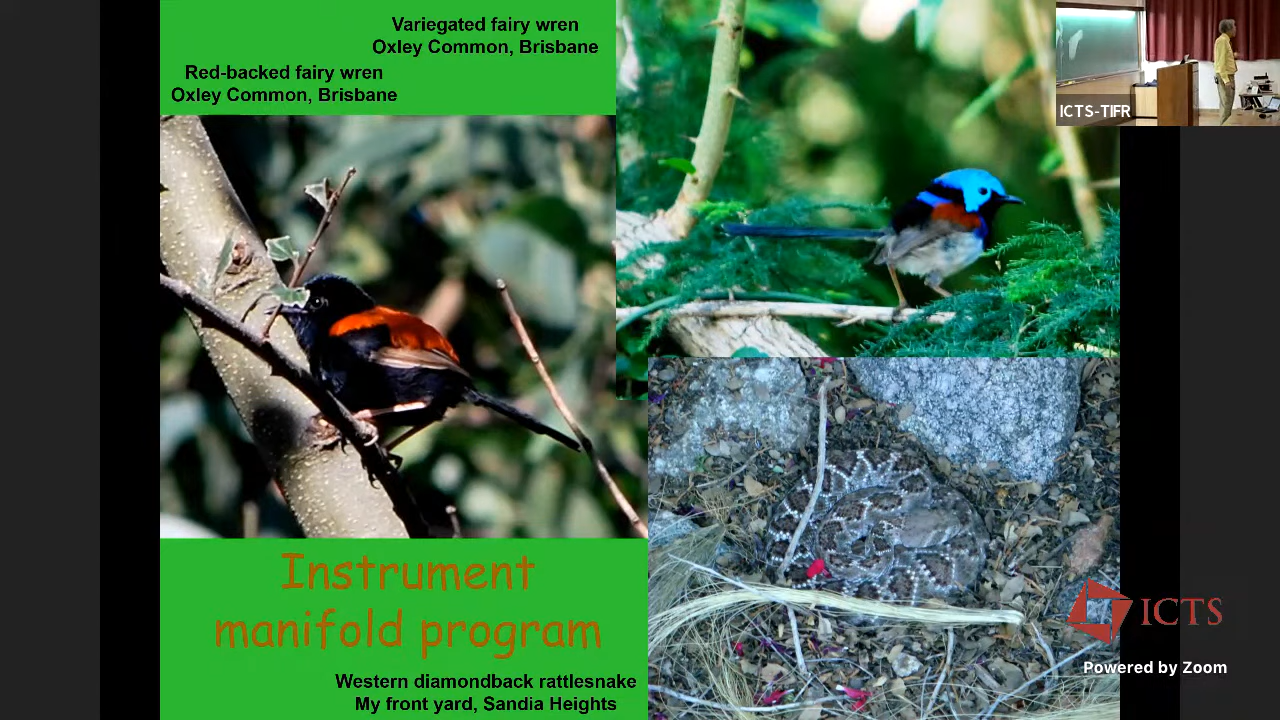 Variegated fairy wren
Oxley Common, Brisbane
Red-backed fairy wren
Oxley Common, Brisbane
ICTS-TIFR
Instrument
manifold program
Western diamondback rattlesnake
My front yard, Sandia Heights
ICTS
Powered by Zoom